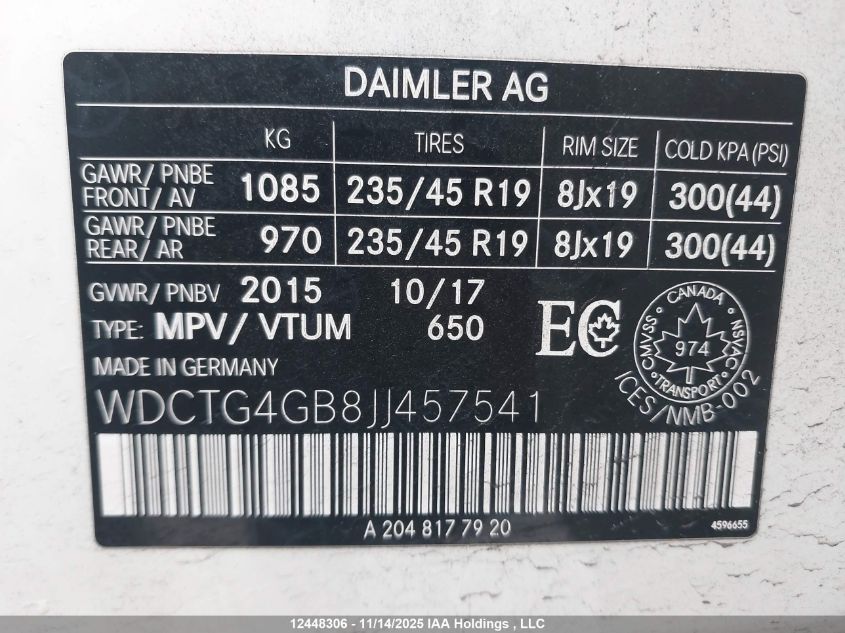 DAIMLER AG
KG TIRES RIM SIZE COLD KPA (PSI)
GAWR/ PNBE FRONT/ AV 1085 235/45 R19 8Jx19 300(44)
GAWR/ PNBE REAR/ AR 970 235/45 R19 8Jx19 300(44)
GVWR/ PNBV 2015 10/17
TYPE: MPV/ VTUM 650
EC
CANADA
CMVSS 974 NSVAC
TRANSPORT
MADE IN GERMANY
ICES/NMB-002
WDCTG4GB8JJ457541
A 204 817 79 20 4596655
12448306 - 11/14/2025 IAA Holdings , LLC